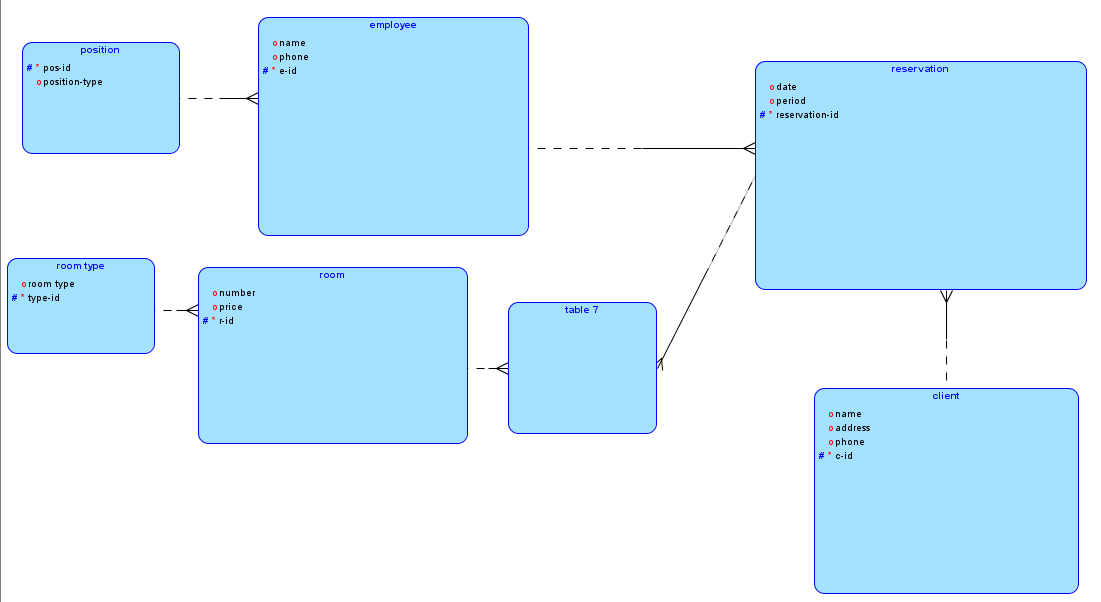 position
# * pos-id
o position-type
employee
o name
o phone
# * e-id
reservation
o date
o period
# * reservation-id
room type
o room type
# * type-id
room
o number
o price
# * r-id
table 7
client
o name
o address
o phone
# * c-id